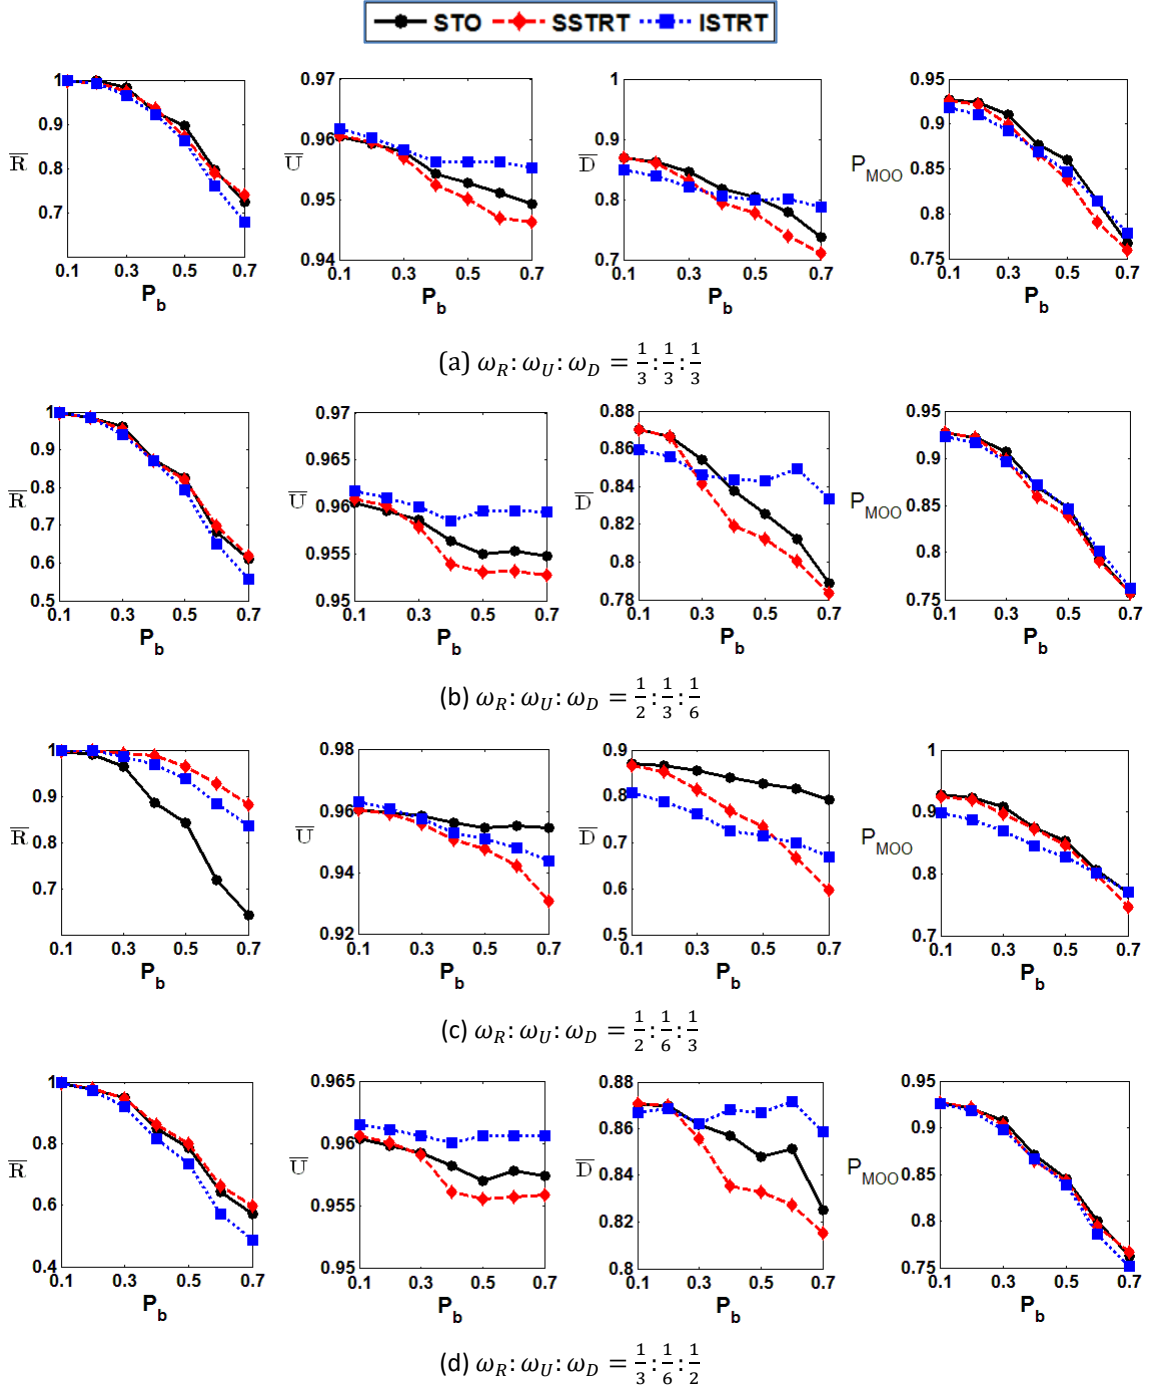 STO SSTRT ISTRT
1
0.9
0.8
0.7
R̅
0.1 0.3 0.5 0.7
P_b
0.97
0.96
0.95
0.94
U̅
0.1 0.3 0.5 0.7
P_b
1
0.9
0.8
0.7
D̅
0.1 0.3 0.5 0.7
P_b
0.95
0.9
0.85
0.8
0.75
P_MOO
0.1 0.3 0.5 0.7
P_b
(a) ω_R: ω_U: ω_D = 1/3 : 1/3 : 1/3
1
0.9
0.8
0.7
0.6
0.5
R̅
0.1 0.3 0.5 0.7
P_b
0.97
0.965
0.96
0.955
0.95
U̅
0.1 0.3 0.5 0.7
P_b
0.88
0.86
0.84
0.82
0.8
0.78
D̅
0.1 0.3 0.5 0.7
P_b
0.95
0.9
0.85
0.8
0.75
P_MOO
0.1 0.3 0.5 0.7
P_b
(b) ω_R: ω_U: ω_D = 1/2 : 1/3 : 1/6
1
0.9
0.8
0.7
R̅
0.1 0.3 0.5 0.7
P_b
0.98
0.96
0.94
0.92
U̅
0.1 0.3 0.5 0.7
P_b
0.9
0.8
0.7
0.6
0.5
D̅
0.1 0.3 0.5 0.7
P_b
1
0.9
0.8
0.7
P_MOO
0.1 0.3 0.5 0.7
P_b
(c) ω_R: ω_U: ω_D = 1/2 : 1/6 : 1/3
1
0.8
0.6
0.4
R̅
0.1 0.3 0.5 0.7
P_b
0.965
0.96
0.955
0.95
U̅
0.1 0.3 0.5 0.7
P_b
0.88
0.86
0.84
0.82
0.8
D̅
0.1 0.3 0.5 0.7
P_b
0.95
0.9
0.85
0.8
0.75
P_MOO
0.1 0.3 0.5 0.7
P_b
(d) ω_R: ω_U: ω_D = 1/3 : 1/6 : 1/2